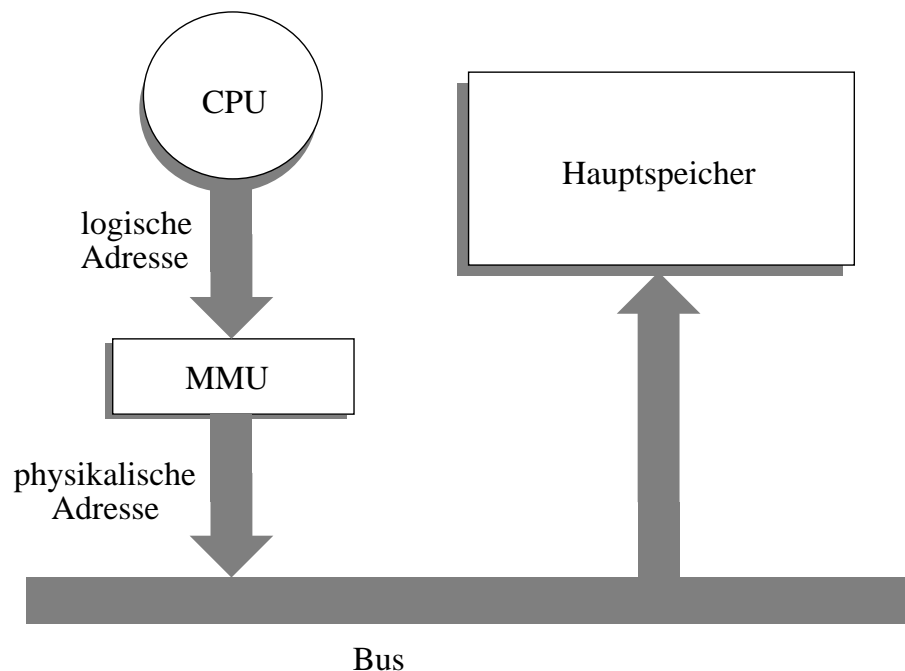 CPU
Hauptspeicher
logische
Adresse
MMU
physikalische
Adresse
Bus